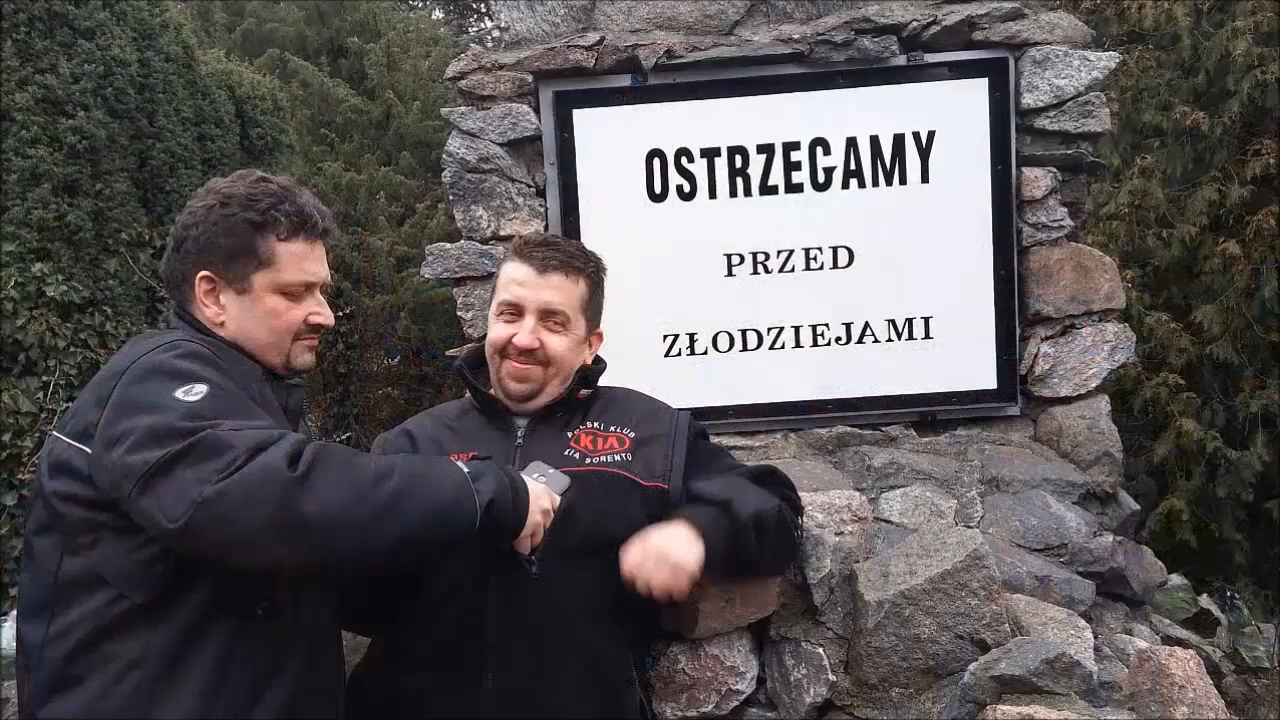 OSTRZEGAMY
PRZED
ZŁODZIEJAMI
POLSKI KLUB
KIA
KIA SORENTO